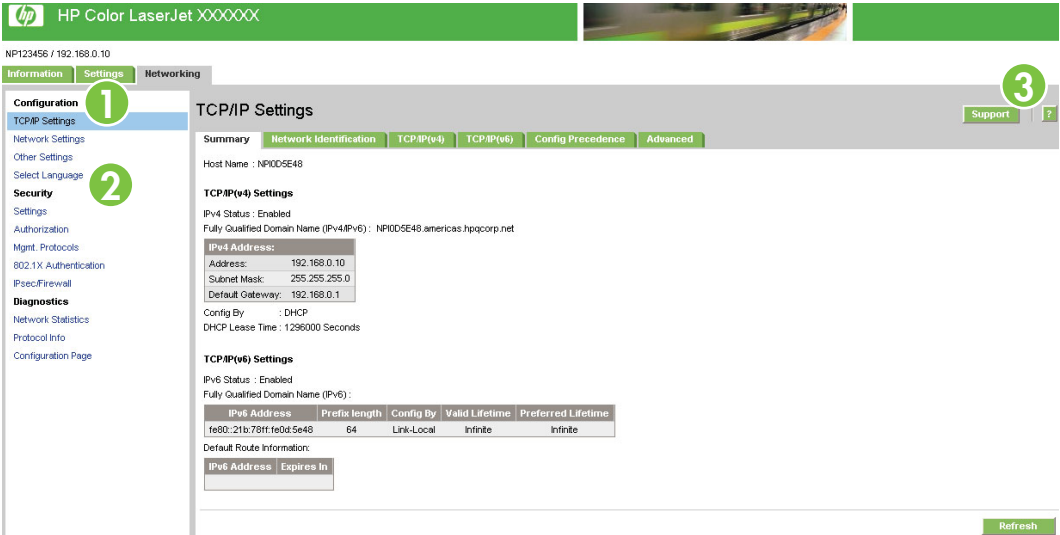 hp HP Color LaserJet XXXXXX
NP123456 / 192.168.0.10
Information Settings Networking
1
3
Configuration
TCP/IP Settings
Network Settings
Other Settings
Select Language
2
Security
Settings
Authorization
Mgmt. Protocols
802.1X Authentication
IPsec/Firewall
Diagnostics
Network Statistics
Protocol Info
Configuration Page
TCP/IP Settings
Support ?
Summary Network Identification TCP/IP(v4) TCP/IP(v6) Config Precedence Advanced
Host Name : NPI0D5E48
TCP/IP(v4) Settings
IPv4 Status : Enabled
Fully Qualified Domain Name (IPv4/IPv6) : NPI0D5E48.americas.hpqcorp.net
IPv4 Address:
Address: 192.168.0.10
Subnet Mask: 255.255.255.0
Default Gateway: 192.168.0.1
Config By : DHCP
DHCP Lease Time : 1296000 Seconds
TCP/IP(v6) Settings
IPv6 Status : Enabled
Fully Qualified Domain Name (IPv6) :
IPv6 Address Prefix length Config By Valid Lifetime Preferred Lifetime
fe80::21b:78ff:fe0d:5e48 64 Link-Local Infinite Infinite
Default Route Information:
IPv6 Address Expires In
Refresh